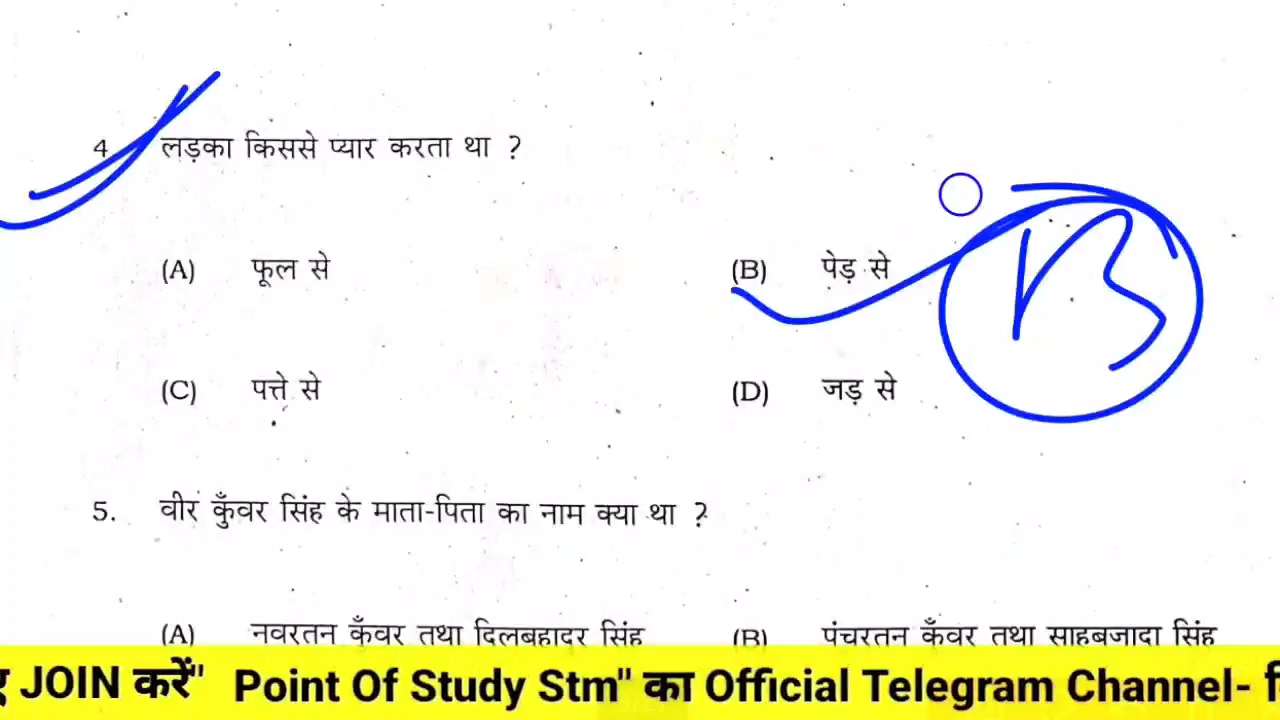 4 लड़का किससे प्यार करता था ?
(A) फूल से (B) पेड़ से
B
(C) पत्ते से (D) जड़ से
5. वीर कुँवर सिंह के माता-पिता का नाम क्या था ?
(A) नवरतन कुँवर तथा दिलबहादुर सिंह (B) पंचरतन कुँवर तथा साहबजादा सिंह
JOIN करें" Point Of Study Stm" का Official Telegram Channel-